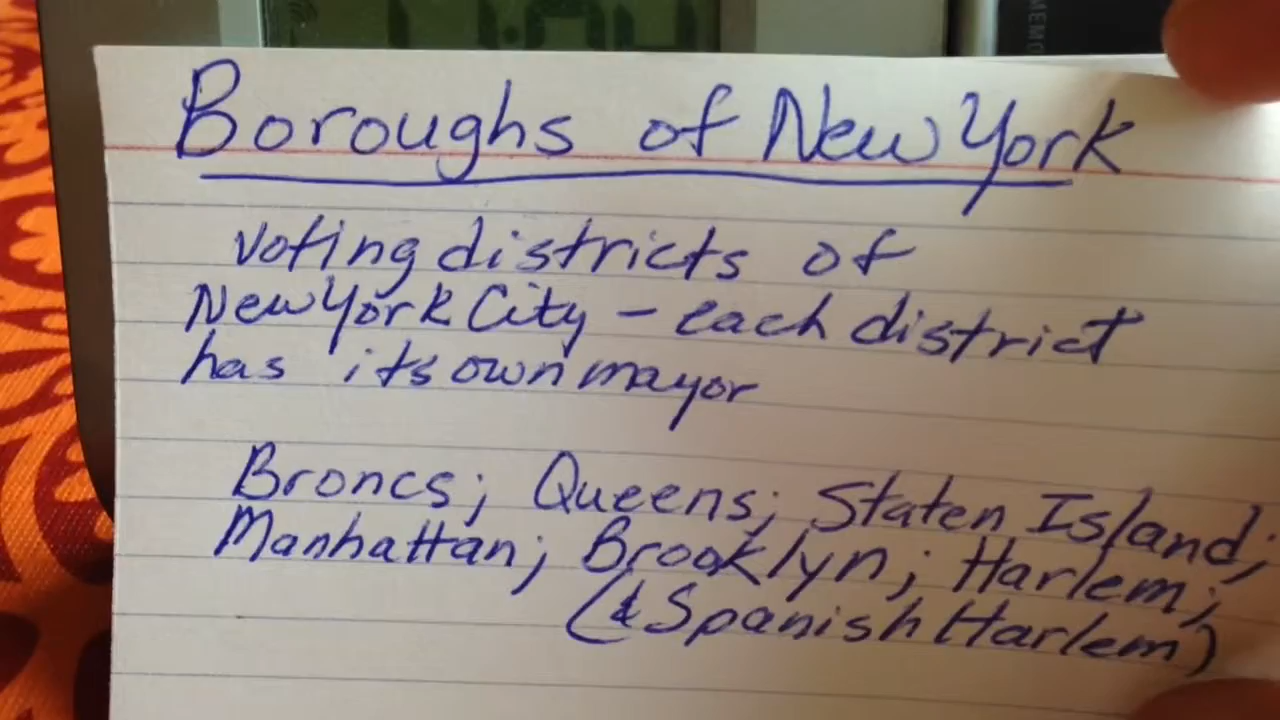 MEMO
Boroughs of New York
voting districts of
New York City - each district
has its own mayor
Broncs; Queens; Staten Island;
Manhattan; Brooklyn; Harlem;
(& Spanish Harlem)